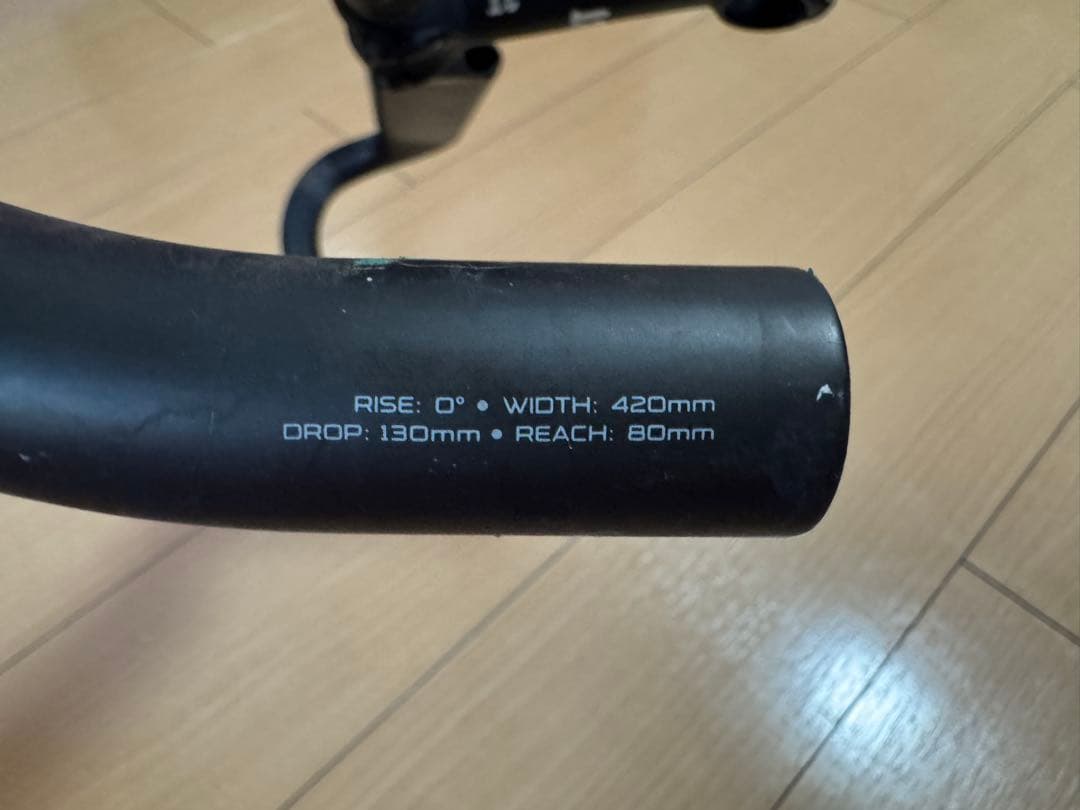 RISE: 0° • WIDTH: 420mm
DROP: 130mm • REACH: 80mm